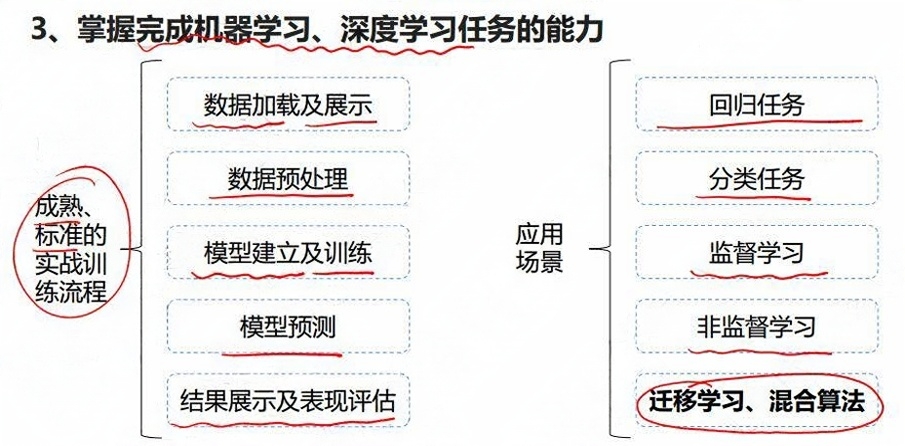 3、掌握完成机器学习、深度学习任务的能力
成熟、
标准的
实战训
练流程
数据加载及展示
数据预处理
模型建立及训练
模型预测
结果展示及表现评估
应用
场景
回归任务
分类任务
监督学习
非监督学习
迁移学习、混合算法